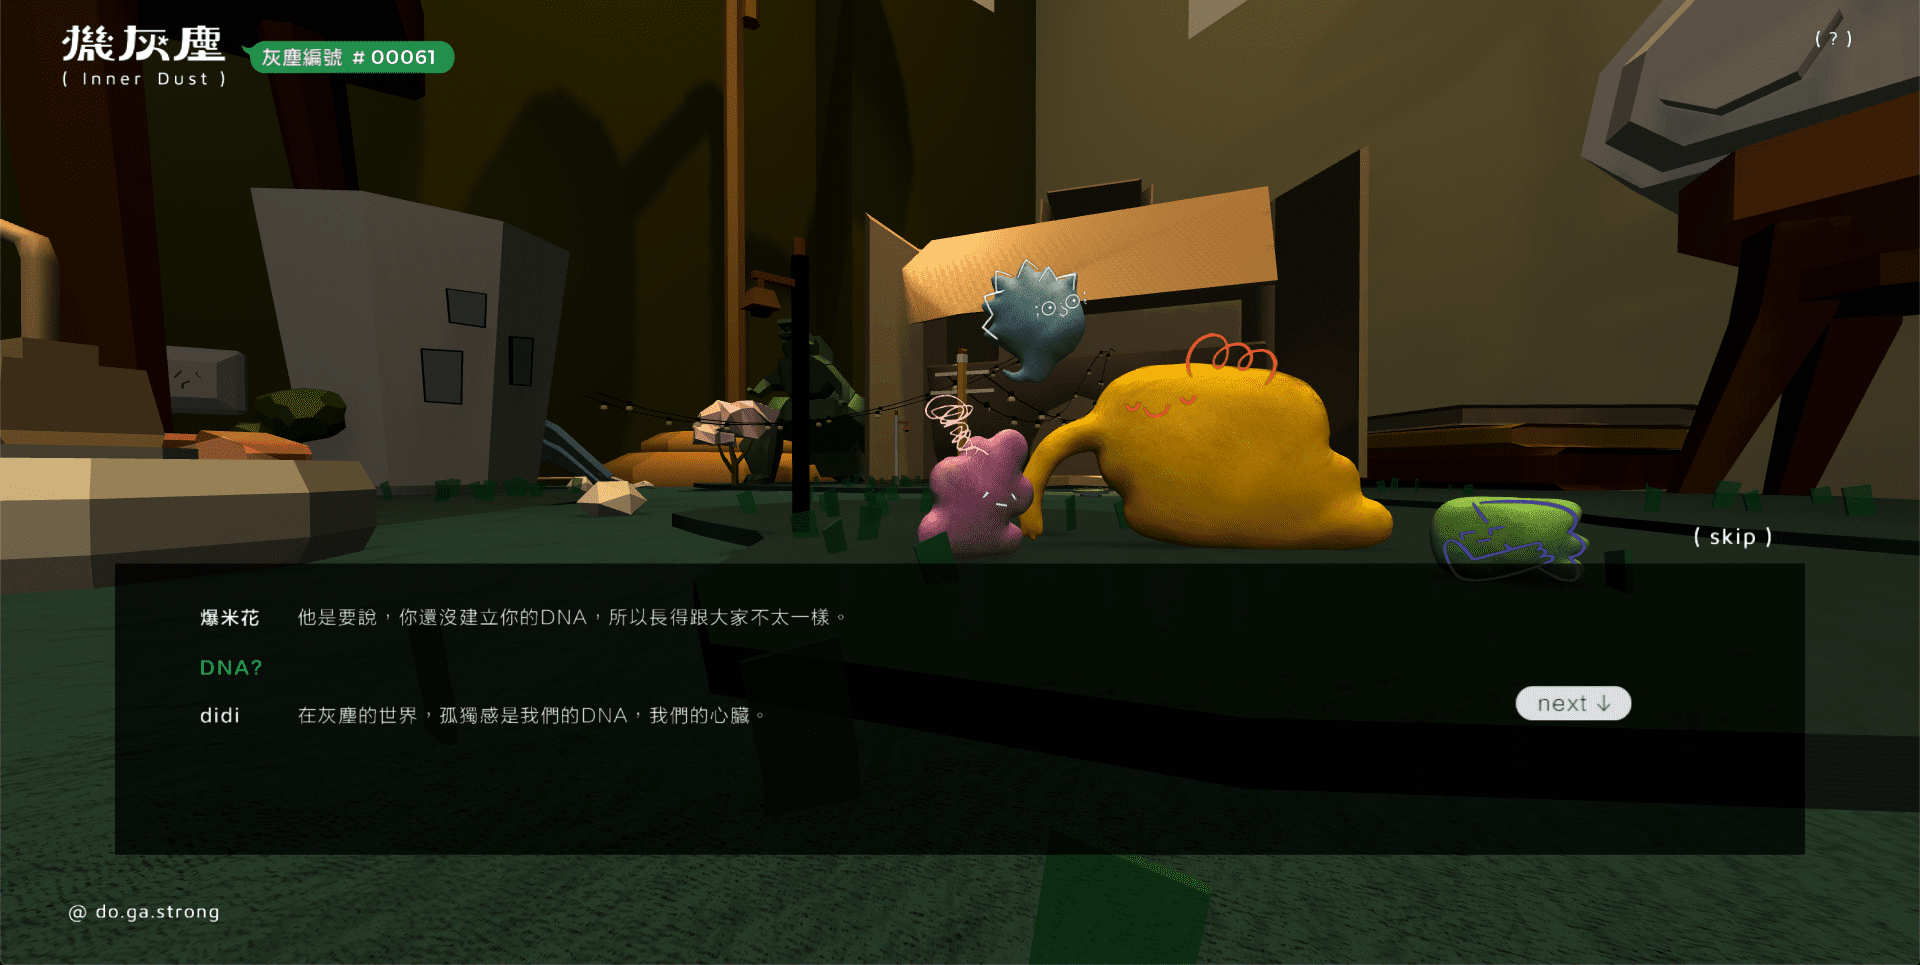 機灰塵
( Inner Dust )
灰塵編號 # 00061
( ? )
( skip )
爆米花 他是要說，你還沒建立你的DNA，所以長得跟大家不太一樣。
DNA?
didi 在灰塵的世界，孤獨感是我們的DNA，我們的心臟。
next ↓
@ do.ga.strong